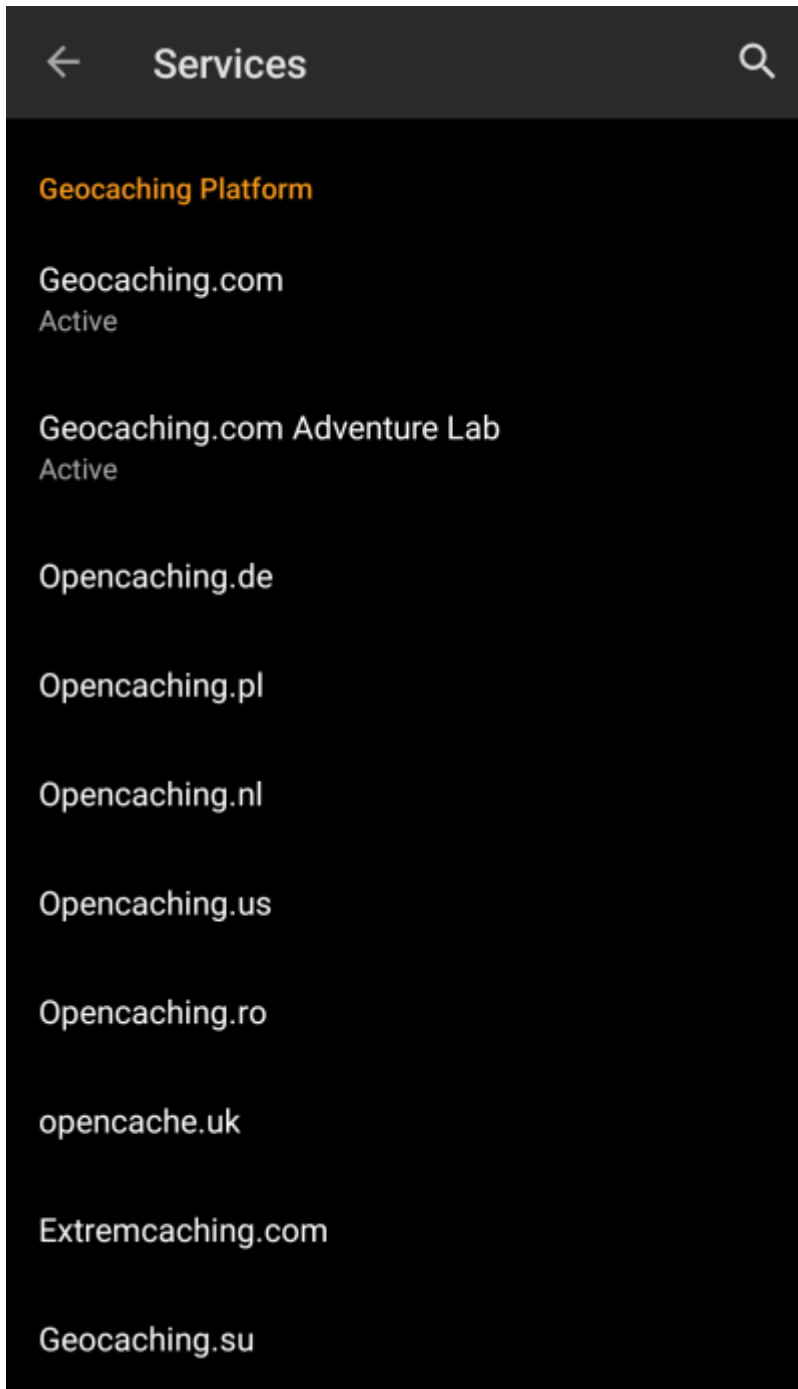 Services
Geocaching Platform
Geocaching.com
Active
Geocaching.com Adventure Lab
Active
Opencaching.de
Opencaching.pl
Opencaching.nl
Opencaching.us
Opencaching.ro
opencache.uk
Extremcaching.com
Geocaching.su